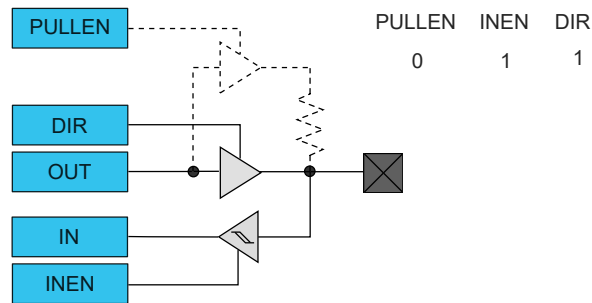 PULLEN
PULLEN INEN DIR
0 1 1
DIR
OUT
IN
INEN